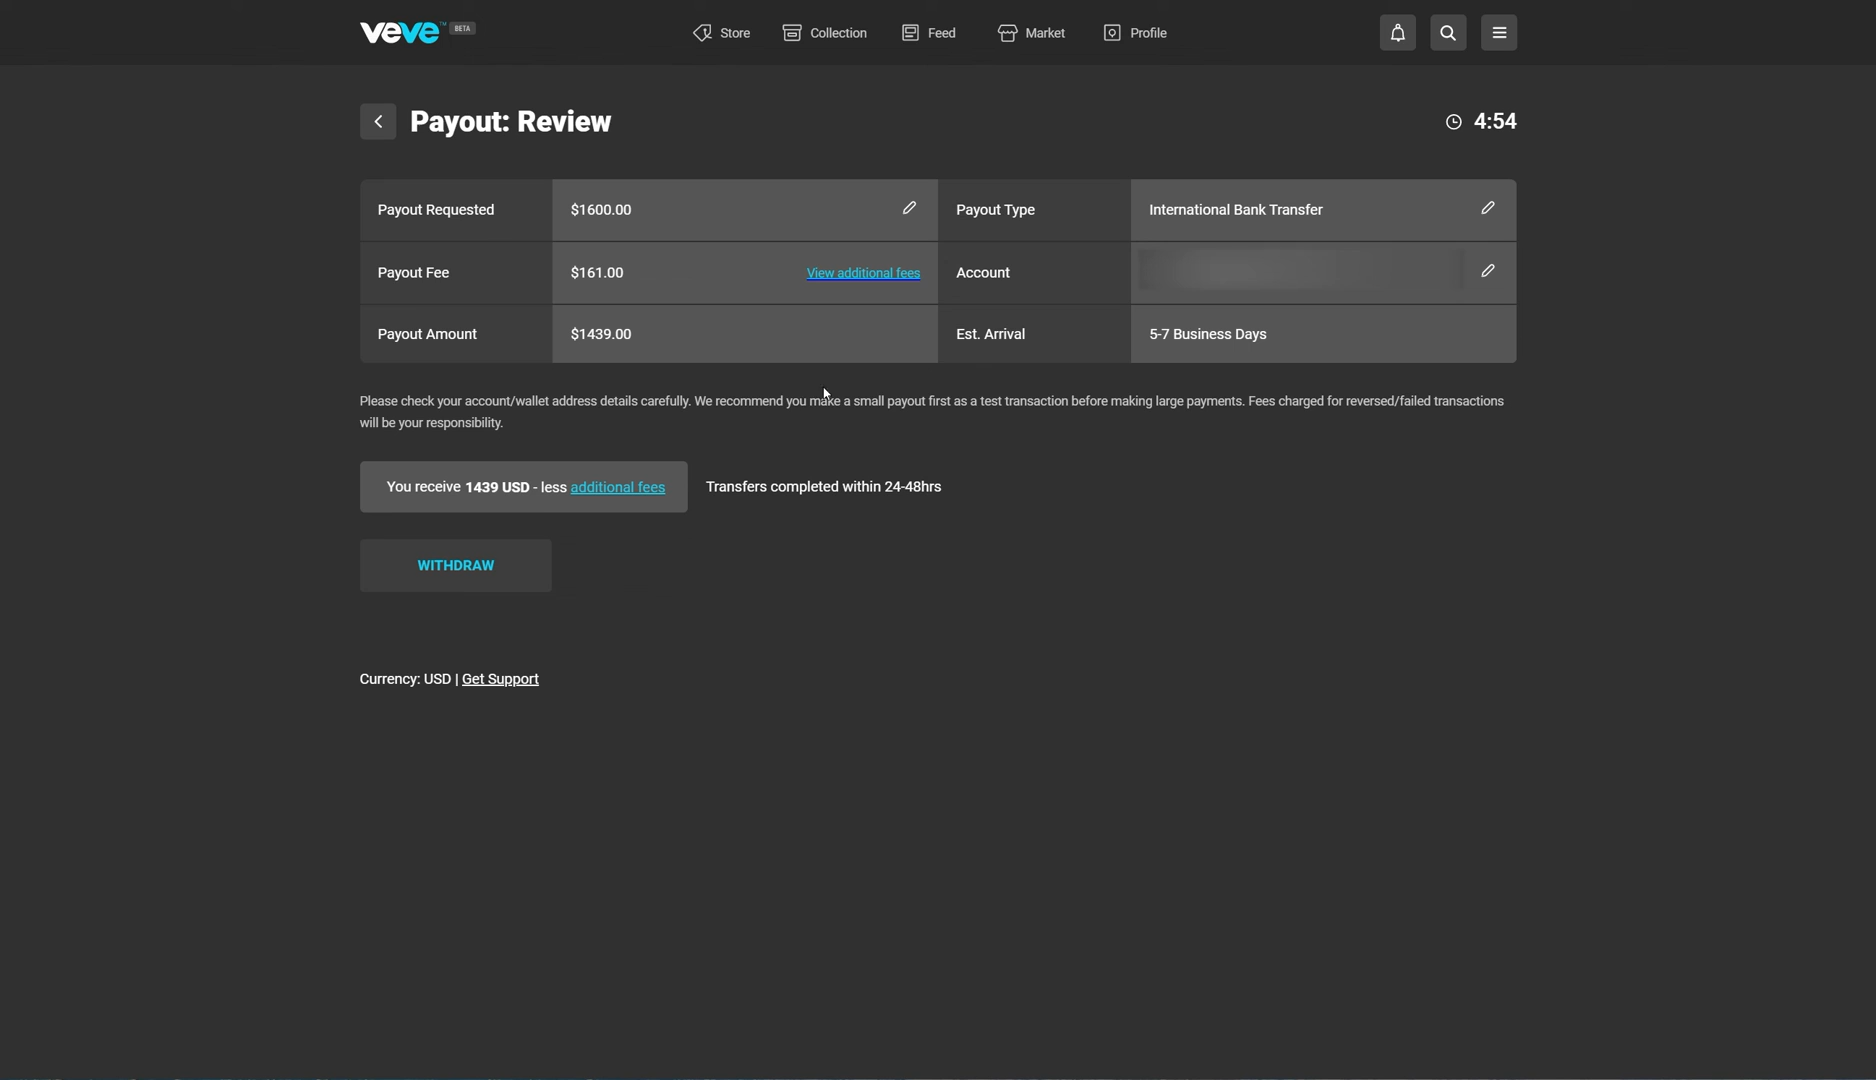 veve™ BETA Store Collection Feed Market Profile
Payout: Review 4:54
Payout Requested $1600.00 Payout Type International Bank Transfer
Payout Fee $161.00 View additional fees Account
Payout Amount $1439.00 Est. Arrival 5-7 Business Days
Please check your account/wallet address details carefully. We recommend you make a small payout first as a test transaction before making large payments. Fees charged for reversed/failed transactions
will be your responsibility.
You receive 1439 USD - less additional fees Transfers completed within 24-48hrs
WITHDRAW
Currency: USD | Get Support